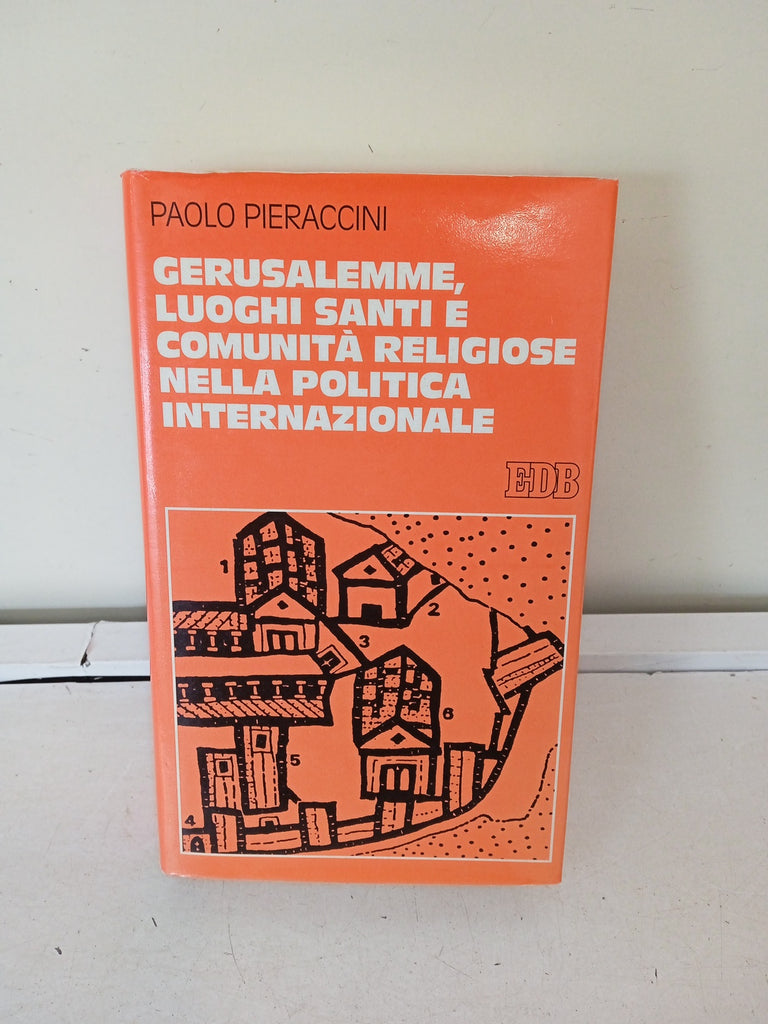 PAOLO PIERACCINI
GERUSALEMME,
LUOGHI SANTI E
COMUNITÀ RELIGIOSE
NELLA POLITICA
INTERNAZIONALE
EDB
1
2
3
6
5
4